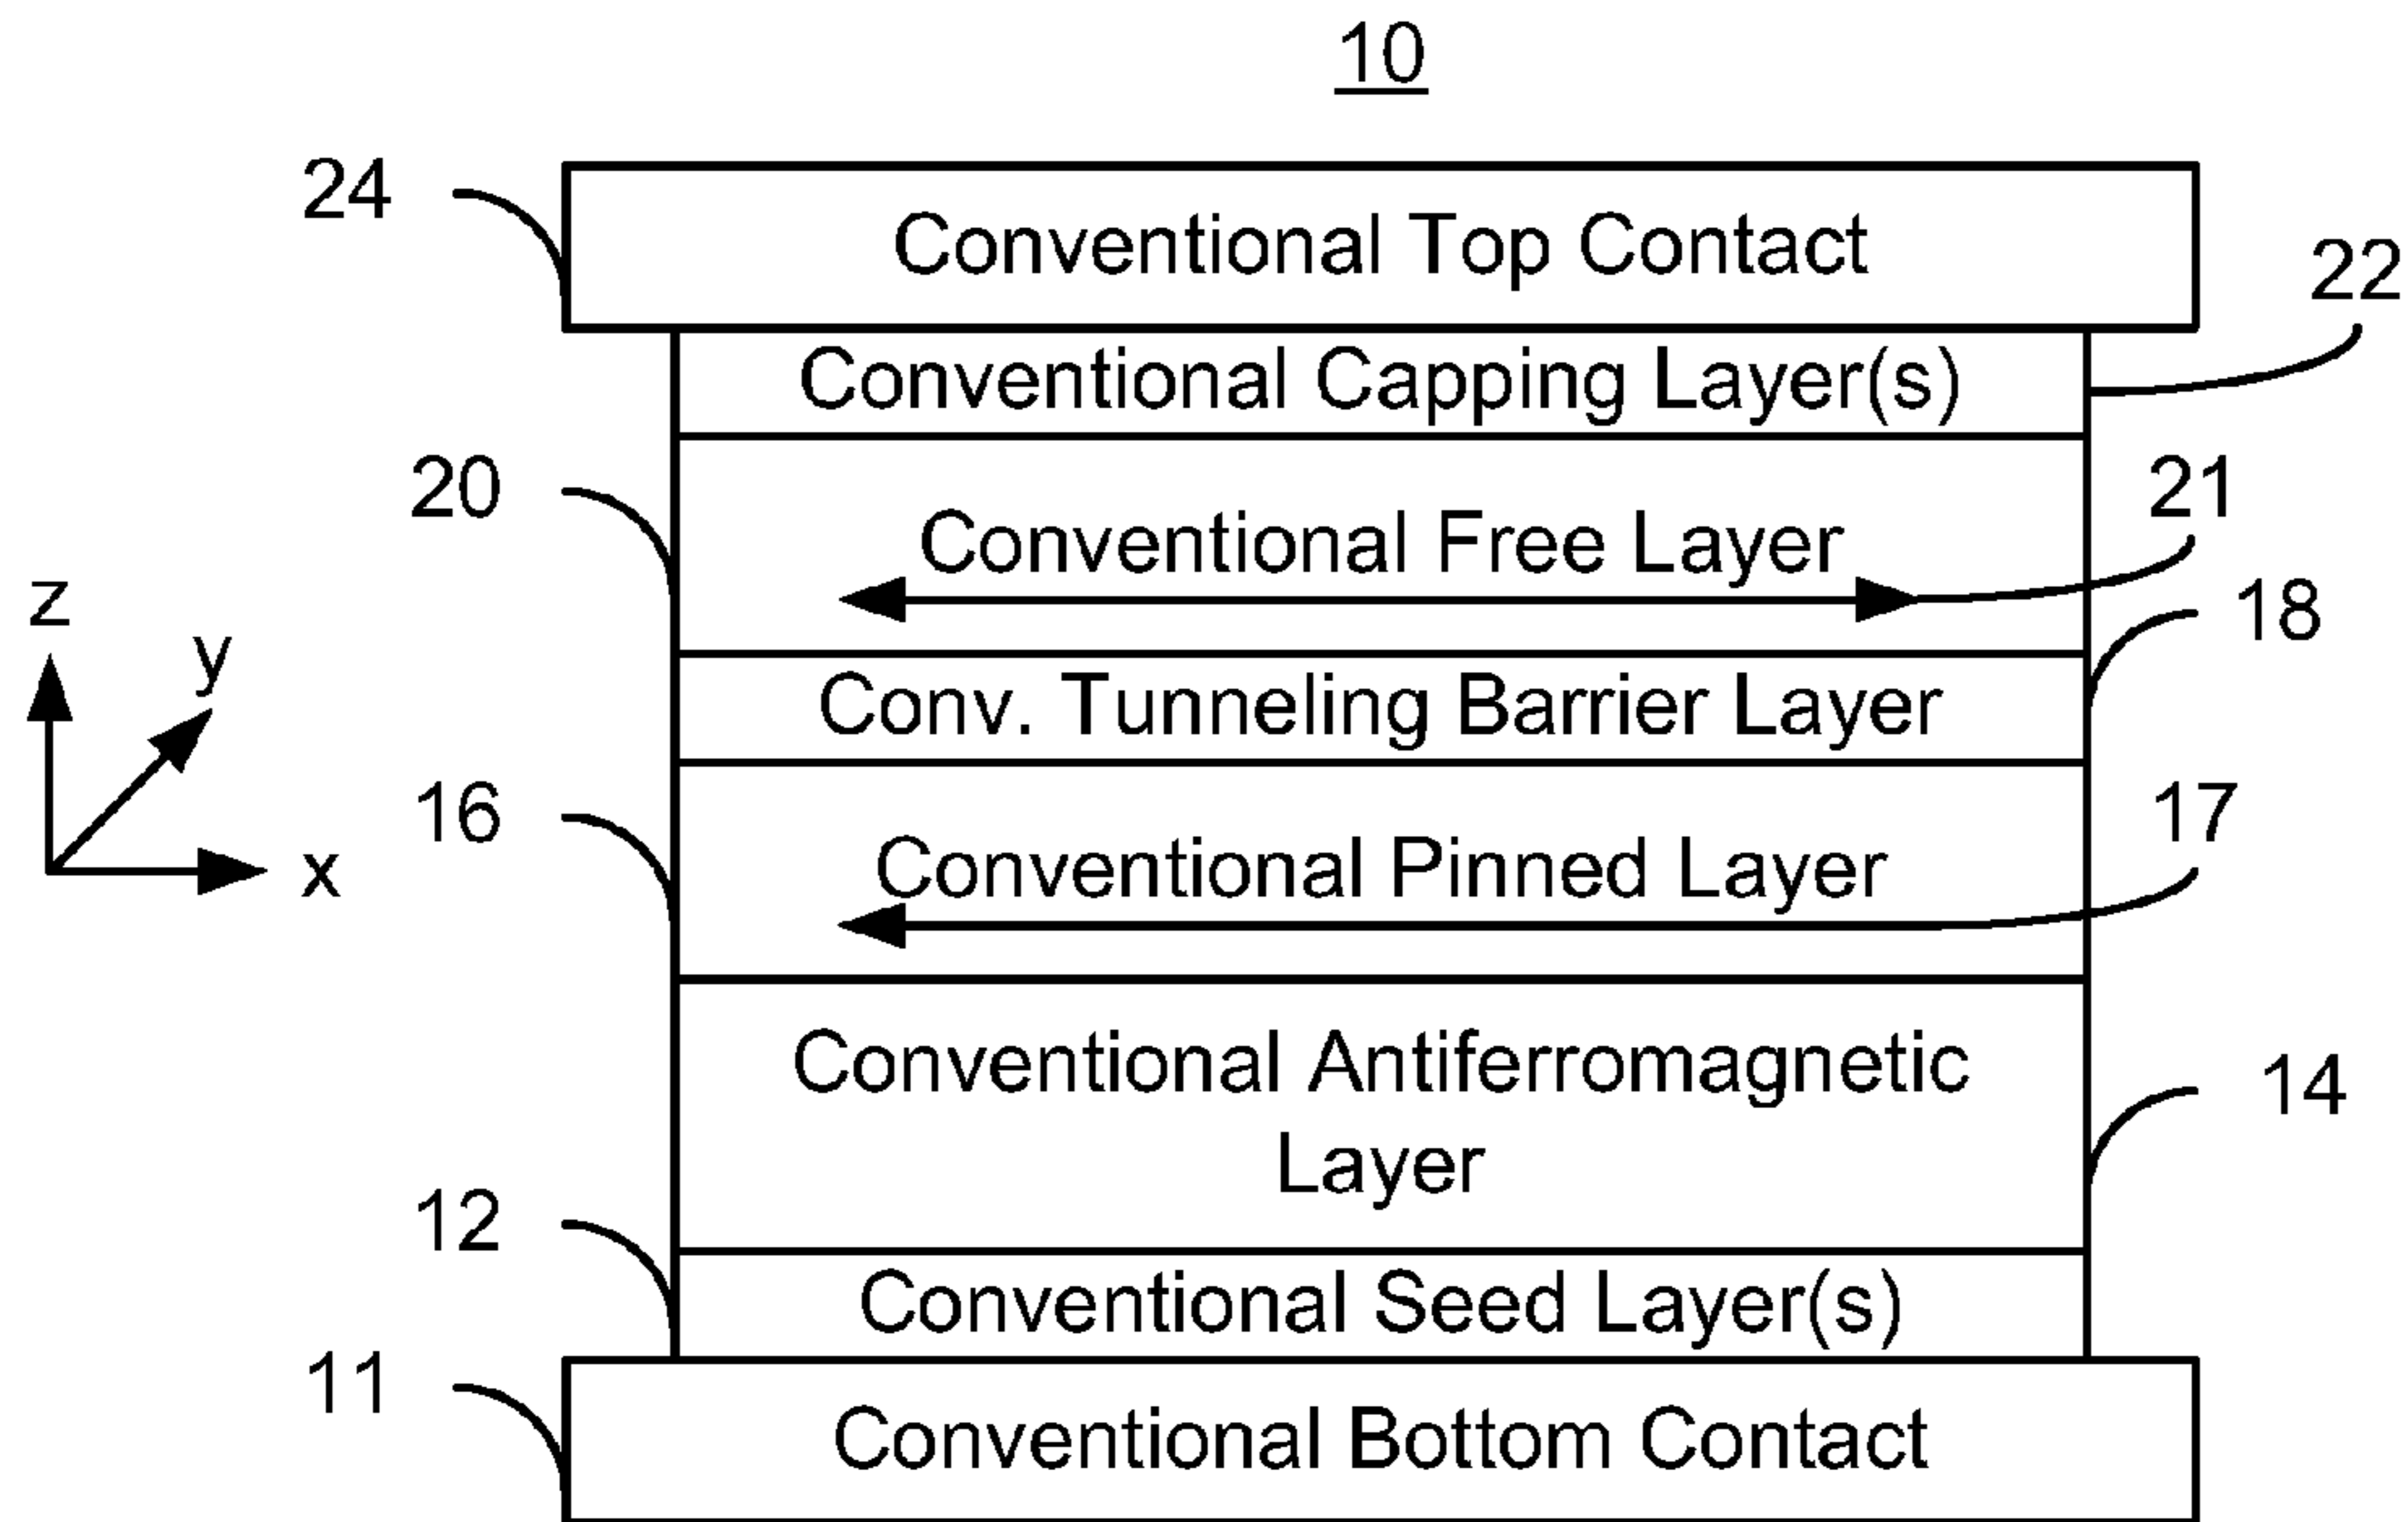 10
24
Conventional Top Contact
22
Conventional Capping Layer(s)
20
Conventional Free Layer
21
z
y
x
18
Conv. Tunneling Barrier Layer
16
Conventional Pinned Layer
17
Conventional Antiferromagnetic
Layer
14
12
Conventional Seed Layer(s)
11
Conventional Bottom Contact